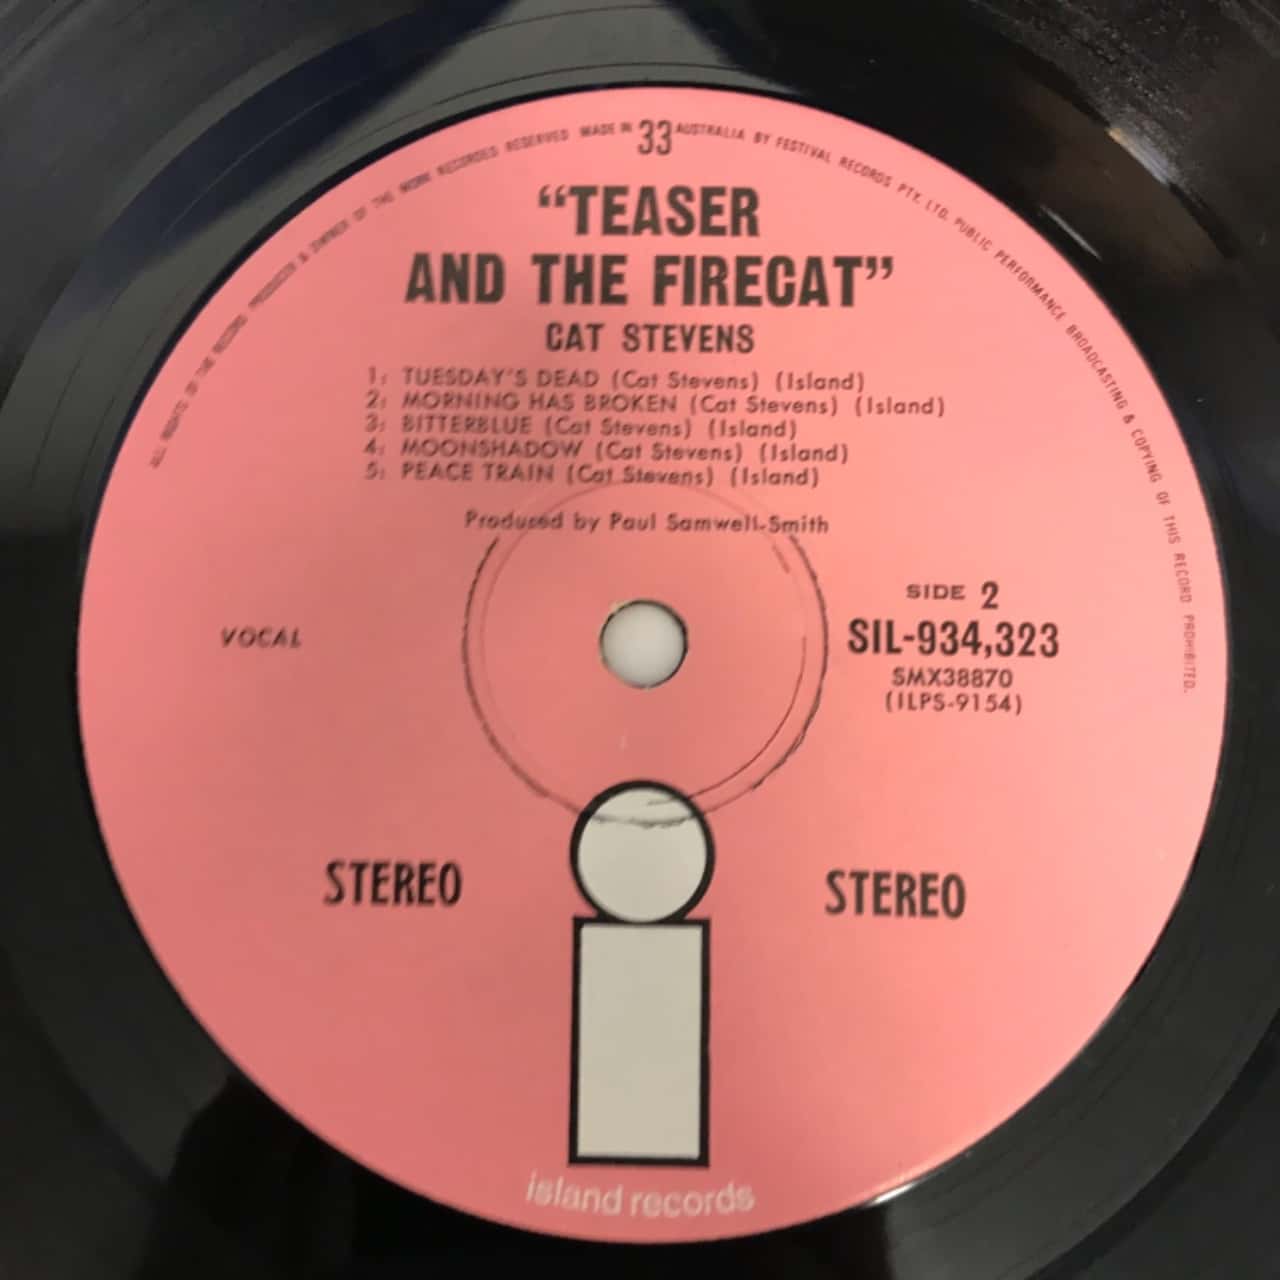 ALL RIGHTS OF THE RECORD PRODUCER & OWNER OF THE WORK RECORDED RESERVED MADE IN 33 AUSTRALIA BY FESTIVAL RECORDS PTY. LTD. PUBLIC PERFORMANCE BROADCASTING & COPYING OF THIS RECORD PROHIBITED.
“TEASER
AND THE FIRECAT”
CAT STEVENS
1: TUESDAY'S DEAD (Cat Stevens) (Island)
2: MORNING HAS BROKEN (Cat Stevens) (Island)
3: BITTERBLUE (Cat Stevens) (Island)
4: MOONSHADOW (Cat Stevens) (Island)
5: PEACE TRAIN (Cat Stevens) (Island)
Produced by Paul Samwell-Smith
SIDE 2
VOCAL
SIL-934,323
SMX38870
(ILPS-9154)
STEREO STEREO
island records